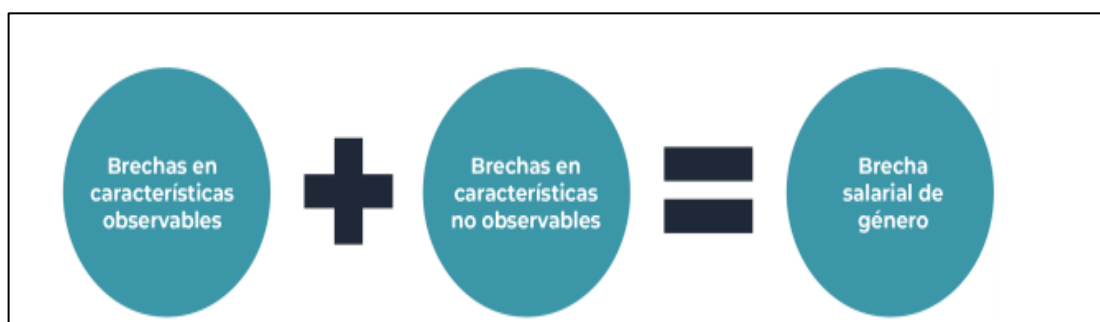 Brechas en
características
observables
Brechas en
características
no observables
Brecha
salarial de
género